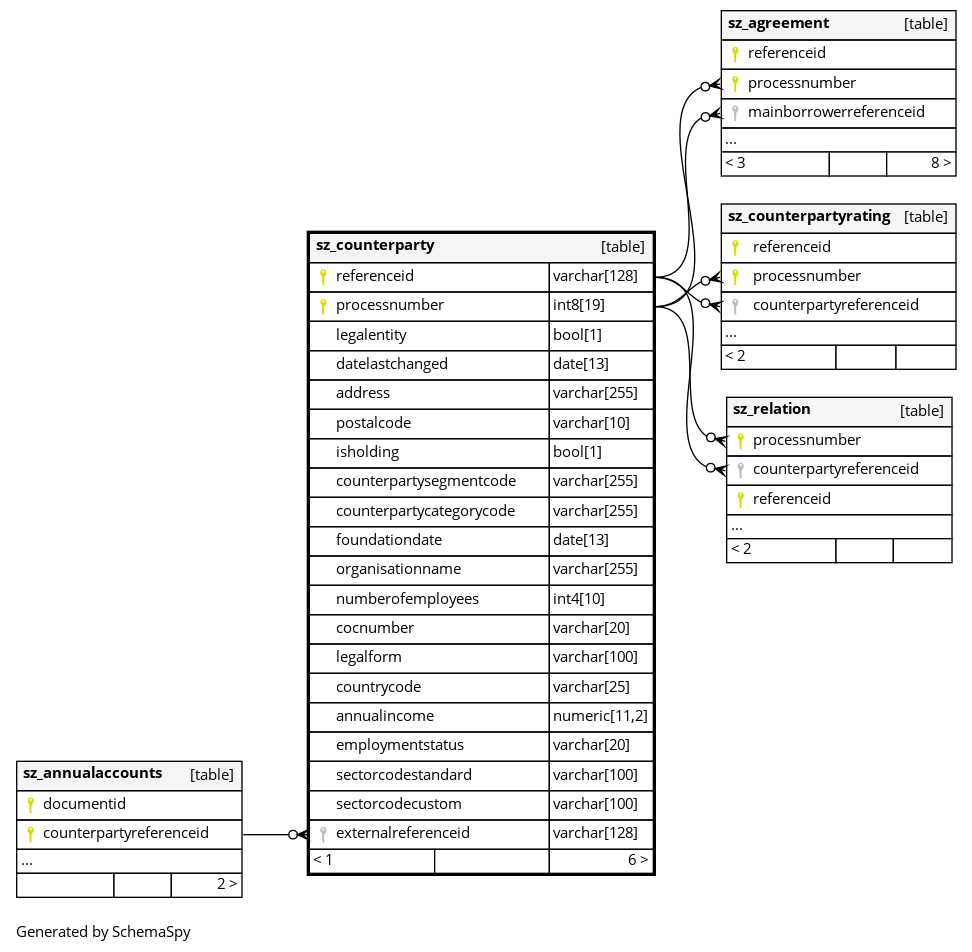 sz_agreement [table]
referenceid
processnumber
mainborrowerreferenceid
...
< 3 8 >
sz_counterpartyrating [table]
referenceid
processnumber
counterpartyreferenceid
...
< 2
sz_relation [table]
processnumber
counterpartyreferenceid
referenceid
...
< 2
sz_counterparty [table]
referenceid varchar[128]
processnumber int8[19]
legalentity bool[1]
datelastchanged date[13]
address varchar[255]
postalcode varchar[10]
isholding bool[1]
counterpartysegmentcode varchar[255]
counterpartycategorycode varchar[255]
foundationdate date[13]
organisationname varchar[255]
numberofemployees int4[10]
cocnumber varchar[20]
legalform varchar[100]
countrycode varchar[25]
annualincome numeric[11,2]
employmentstatus varchar[20]
sectorcodestandard varchar[100]
sectorcodecustom varchar[100]
externalreferenceid varchar[128]
< 1 6 >
sz_annualaccounts [table]
documentid
counterpartyreferenceid
...
2 >
Generated by SchemaSpy